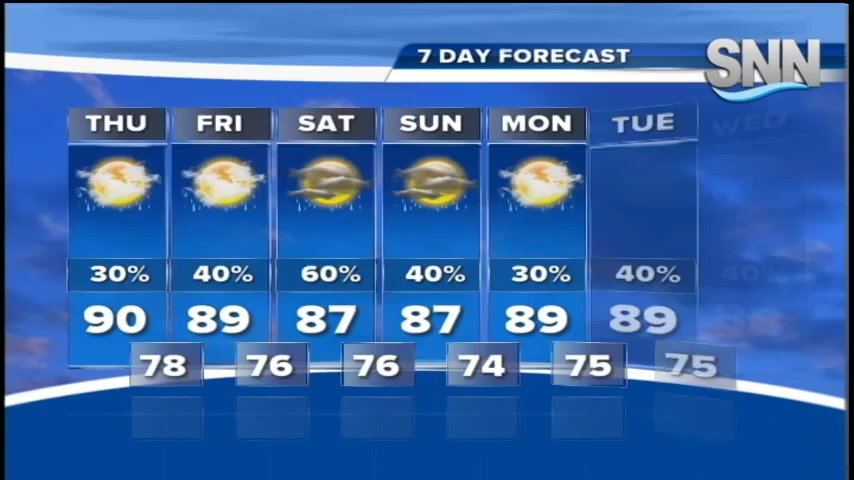 7 DAY FORECAST
SNN
THU FRI SAT SUN MON TUE WED
30% 40% 60% 40% 30% 40% 40%
90 89 87 87 89 89
78 76 76 74 75 75